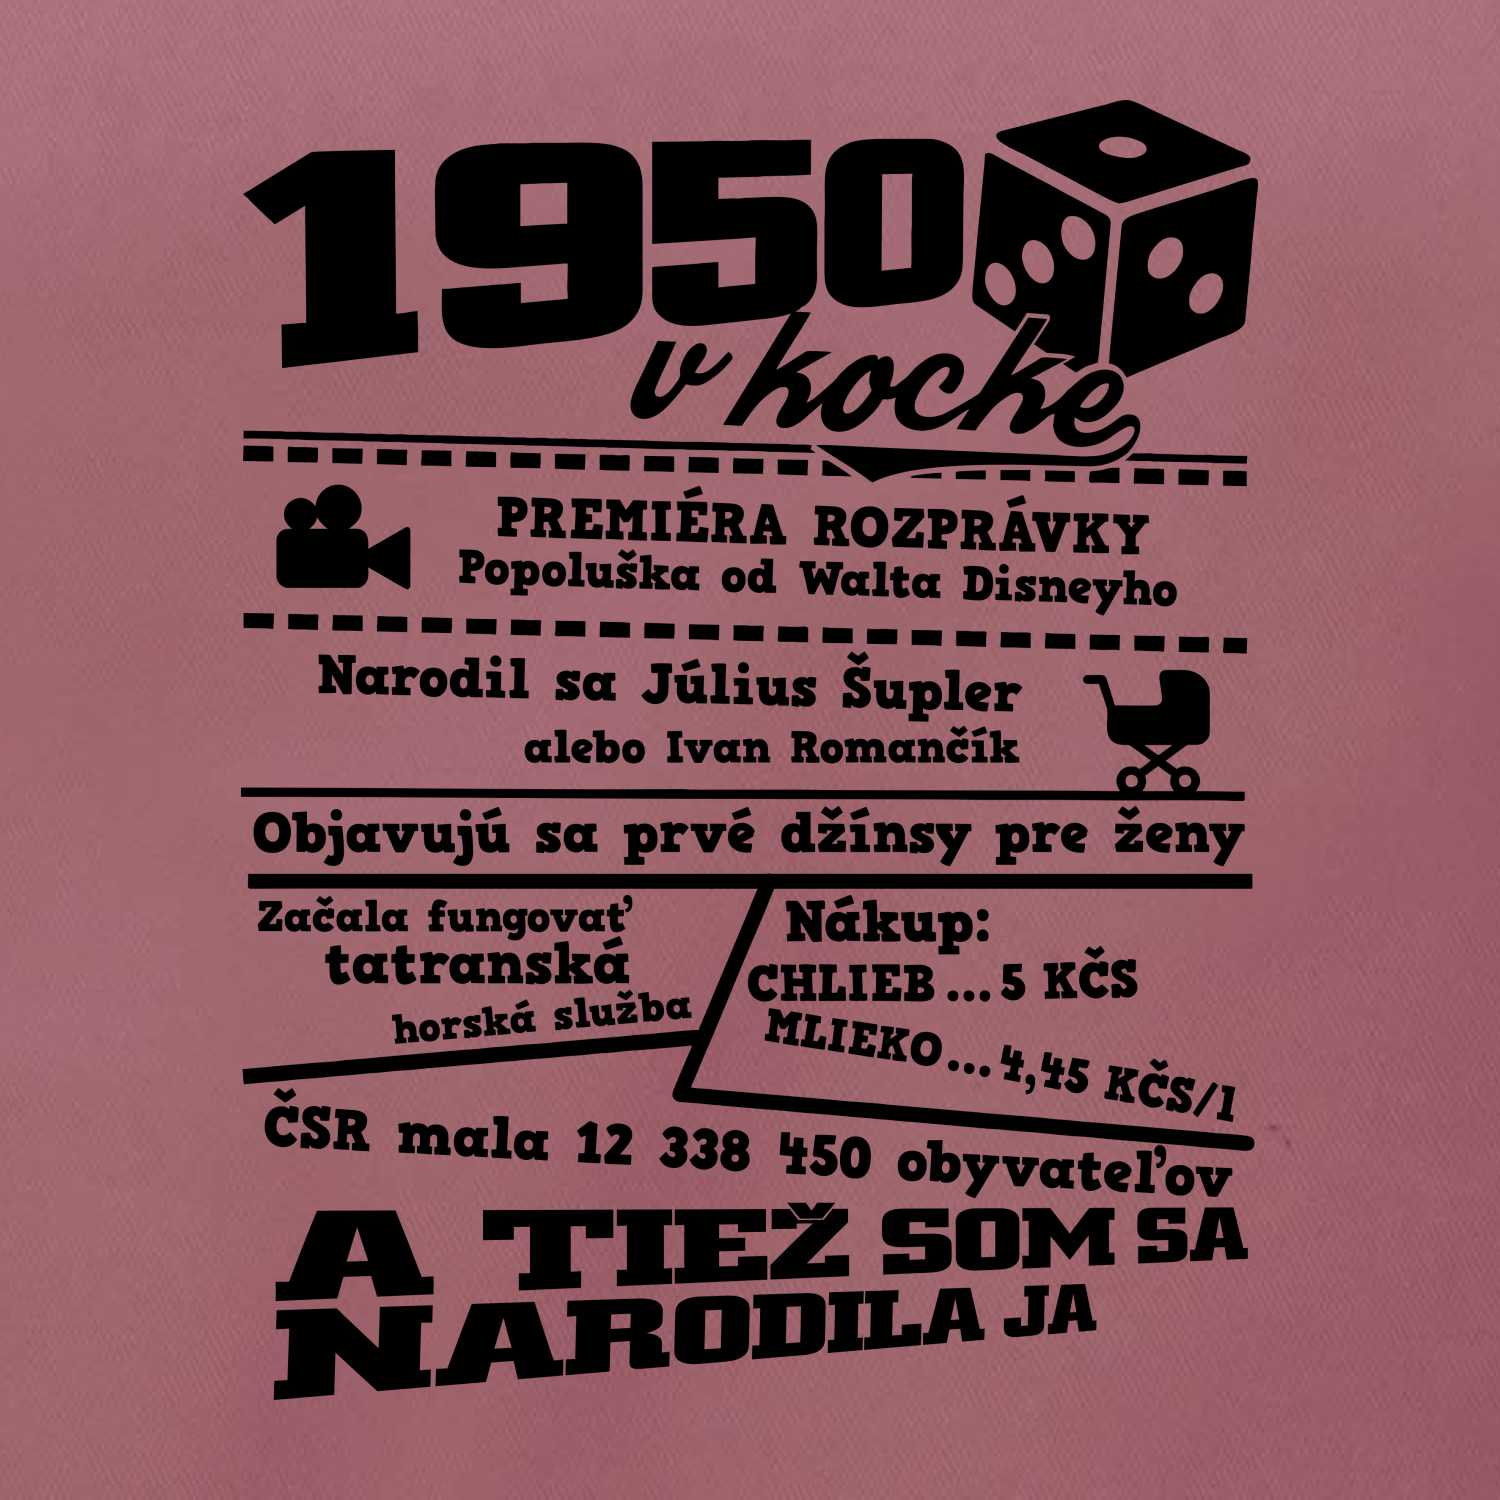 1950
v kocke
PREMIÉRA ROZPRÁVKY
Popoluška od Walta Disneyho
Narodil sa Július Šupler
alebo Ivan Romančík
Objavujú sa prvé džínsy pre ženy
Začala fungovať
tatranská
horská služba
Nákup:
CHLIEB...5 KČS
MLIEKO...4,45 KČS/l
ČSR mala 12 338 450 obyvateľov
A TIEŽ SOM SA
NARODILA JA